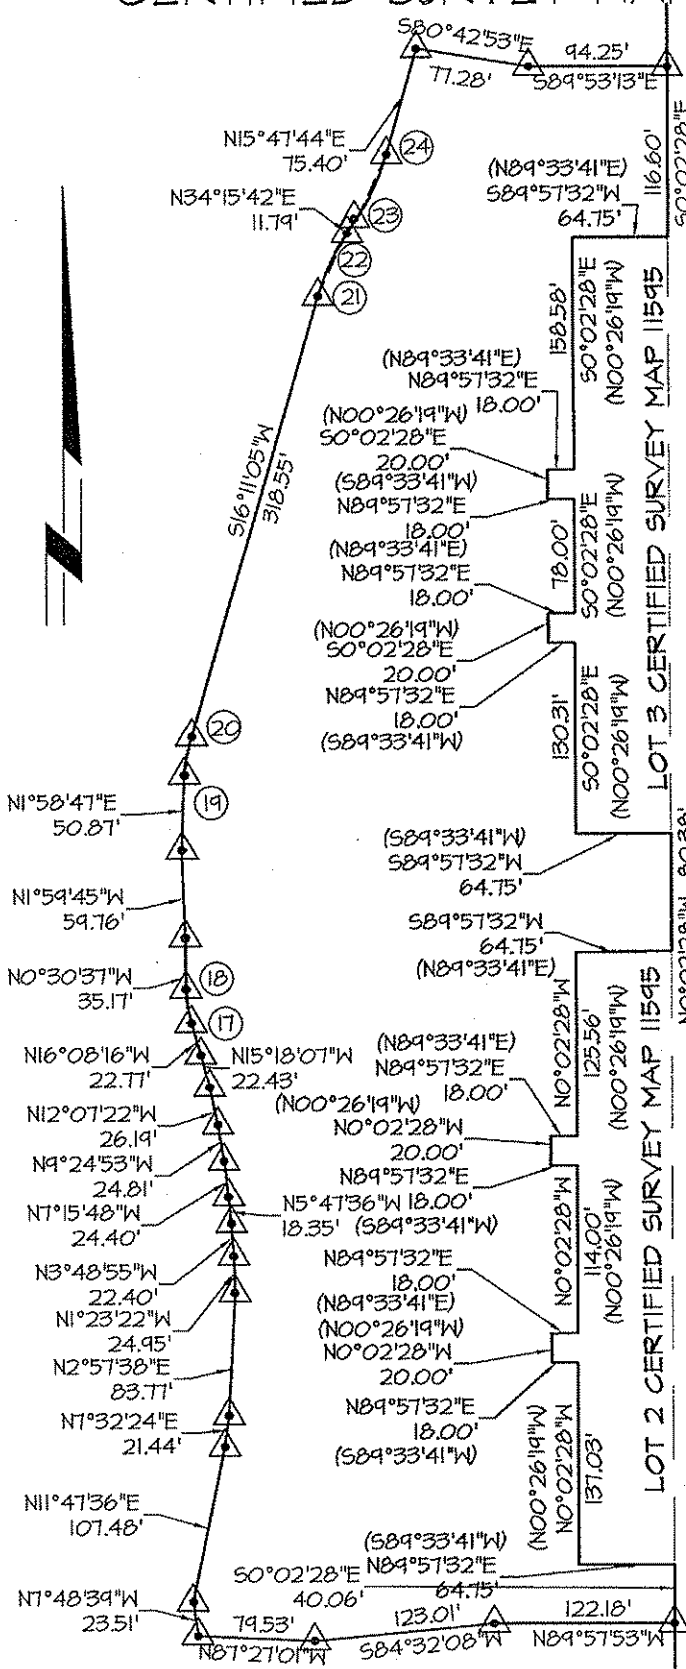 S80°42'53"E
77.28'
94.25'
S89°53'13"E
N15°47'44"E
75.40'
24
N34°15'42"E
11.79'
23
22
21
(N89°33'41"E)
S89°57'32"W
64.75'
116.60'
S0°02'28"E
158.58'
S0°02'28"E
(N00°26'19"W)
LOT 3 CERTIFIED SURVEY MAP 11595
(N89°33'41"E)
N89°57'32"E
18.00'
(N00°26'19"W)
S0°02'28"E
20.00'
(S89°33'41"W)
N89°57'32"E
18.00'
78.00'
S0°02'28"E
(N00°26'19"W)
(N89°33'41"E)
N89°57'32"E
18.00'
(N00°26'19"W)
S0°02'28"E
20.00'
N89°57'32"E
18.00'
(S89°33'41"W)
130.31'
S0°02'28"E
(N00°26'19"W)
S16°11'05"W
318.55'
20
19
N1°58'47"E
50.87'
(S89°33'41"W)
S89°57'32"W
64.75'
N1°59'45"W
59.76'
S89°57'32"W
64.75'
(N89°33'41"E)
N0°30'37"W
35.17'
18
17
N16°08'16"W
22.77'
N15°18'07"W
22.43'
N0°02'28"W
125.56'
(N00°26'19"W)
LOT 2 CERTIFIED SURVEY MAP 11595
(N89°33'41"E)
N89°57'32"E
18.00'
(N00°26'19"W)
N0°02'28"W
20.00'
N89°57'32"E
18.00'
(S89°33'41"W)
N12°07'22"W
26.19'
N9°24'53"W
24.81'
N7°15'48"W
24.40'
N5°47'36"W
18.35'
N3°48'55"W
22.40'
N1°23'22"W
24.95'
N0°02'28"W
114.00'
(N00°26'19"W)
N89°57'32"E
18.00'
(N89°33'41"E)
(N00°26'19"W)
N0°02'28"W
20.00'
N89°57'32"E
18.00'
(S89°33'41"W)
N2°57'38"E
83.77'
N7°32'24"E
21.44'
N11°47'36"E
107.48'
(N00°26'19"W)
N0°02'28"W
137.03'
(S89°33'41"W)
N89°57'32"E
64.75'
S0°02'28"E
40.06'
N7°48'39"W
23.51'
79.53'
N87°27'01"W
123.01'
S84°32'08"W
122.18'
N89°57'53"W